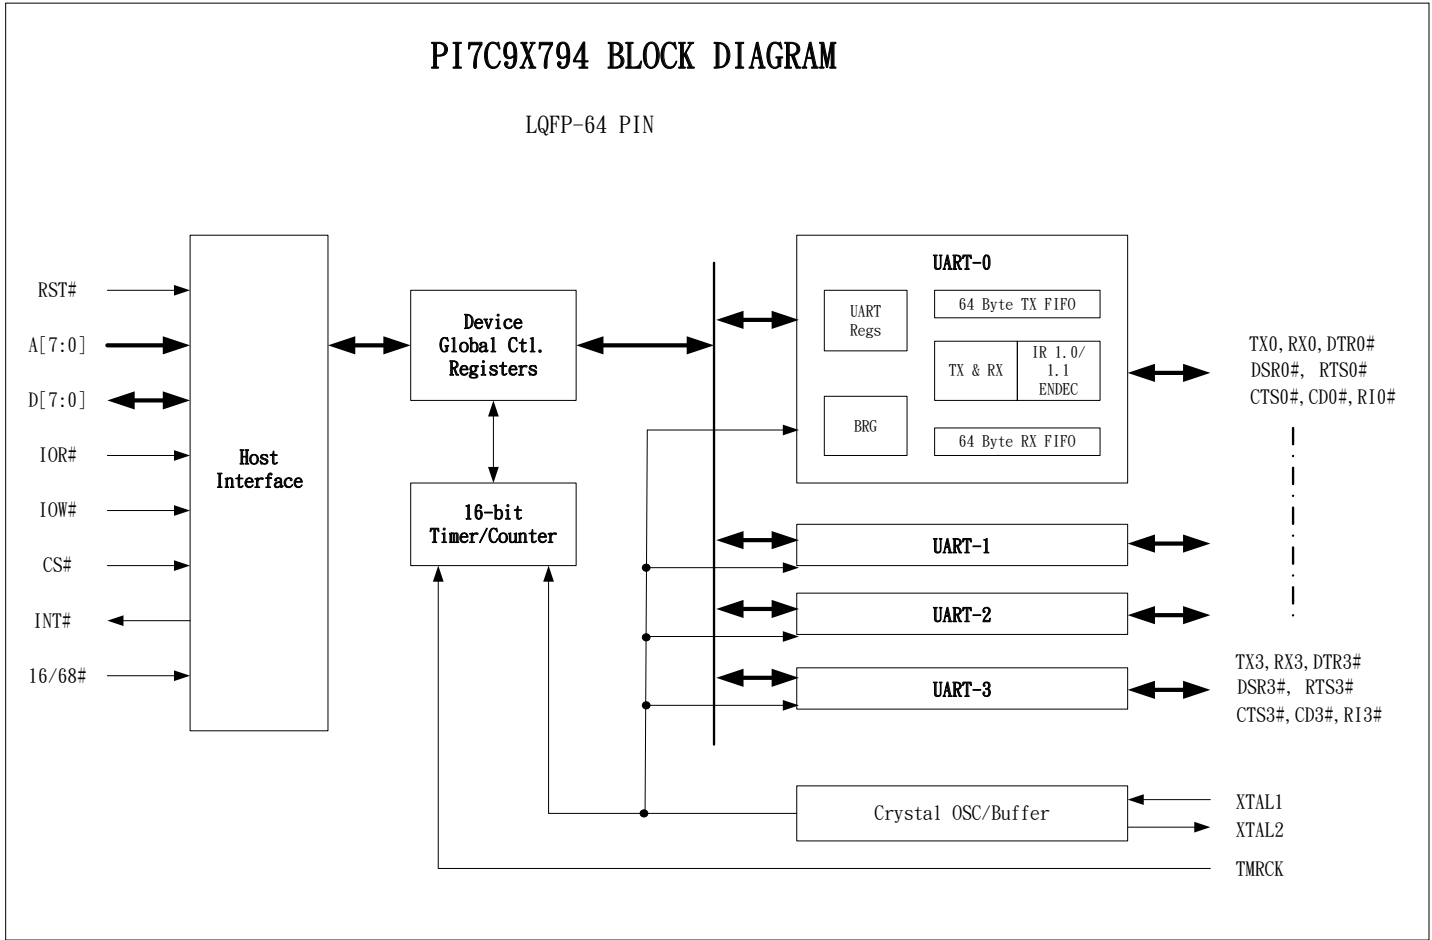 PI7C9X794 BLOCK DIAGRAM
LQFP-64 PIN
RST#
A[7:0]
D[7:0]
IOR#
IOW#
CS#
INT#
16/68#
Host
Interface
Device
Global Ctl.
Registers
16-bit
Timer/Counter
UART-0
UART
Regs
BRG
64 Byte TX FIFO
TX & RX
IR 1.0/
1.1
ENDEC
64 Byte RX FIFO
UART-1
UART-2
UART-3
Crystal OSC/Buffer
TX0, RX0, DTR0#
DSR0#, RTS0#
CTS0#, CD0#, RI0#
TX3, RX3, DTR3#
DSR3#, RTS3#
CTS3#, CD3#, RI3#
XTAL1
XTAL2
TMRCK